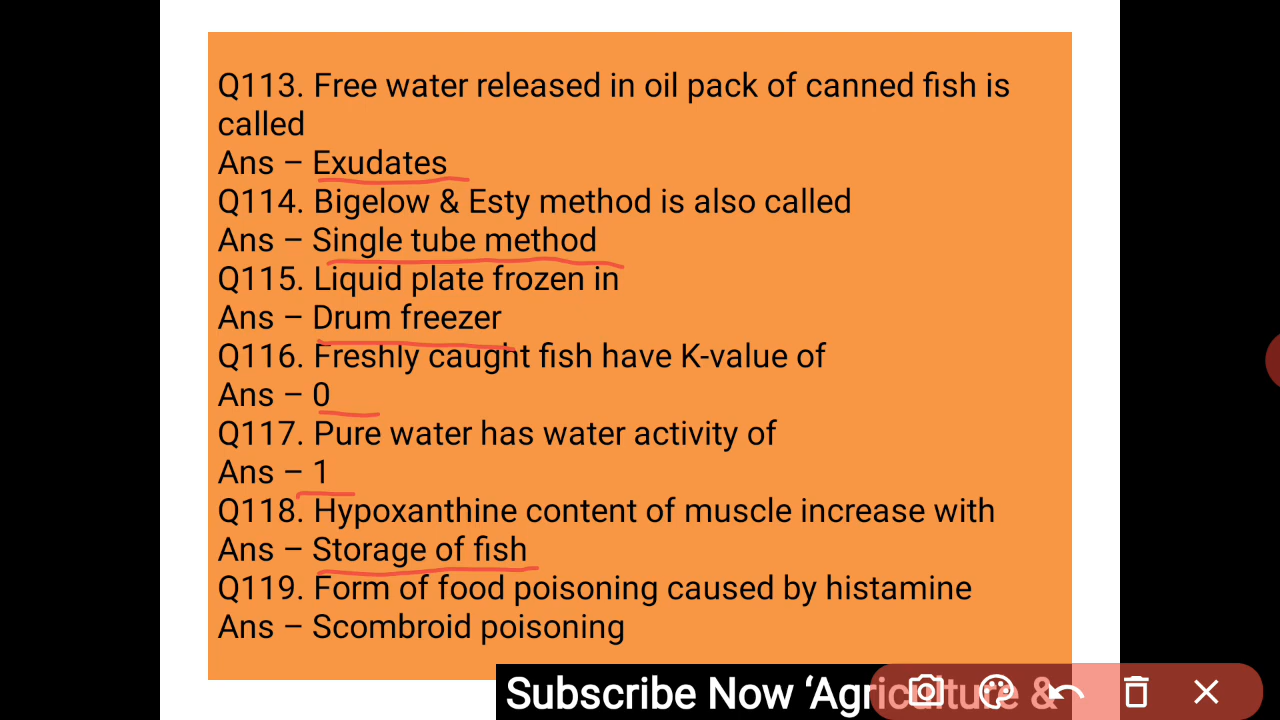 Q113. Free water released in oil pack of canned fish is
called
Ans – Exudates
Q114. Bigelow & Esty method is also called
Ans – Single tube method
Q115. Liquid plate frozen in
Ans – Drum freezer
Q116. Freshly caught fish have K-value of
Ans – 0
Q117. Pure water has water activity of
Ans – 1
Q118. Hypoxanthine content of muscle increase with
Ans – Storage of fish
Q119. Form of food poisoning caused by histamine
Ans – Scombroid poisoning
Subscribe Now ‘Agriculture &